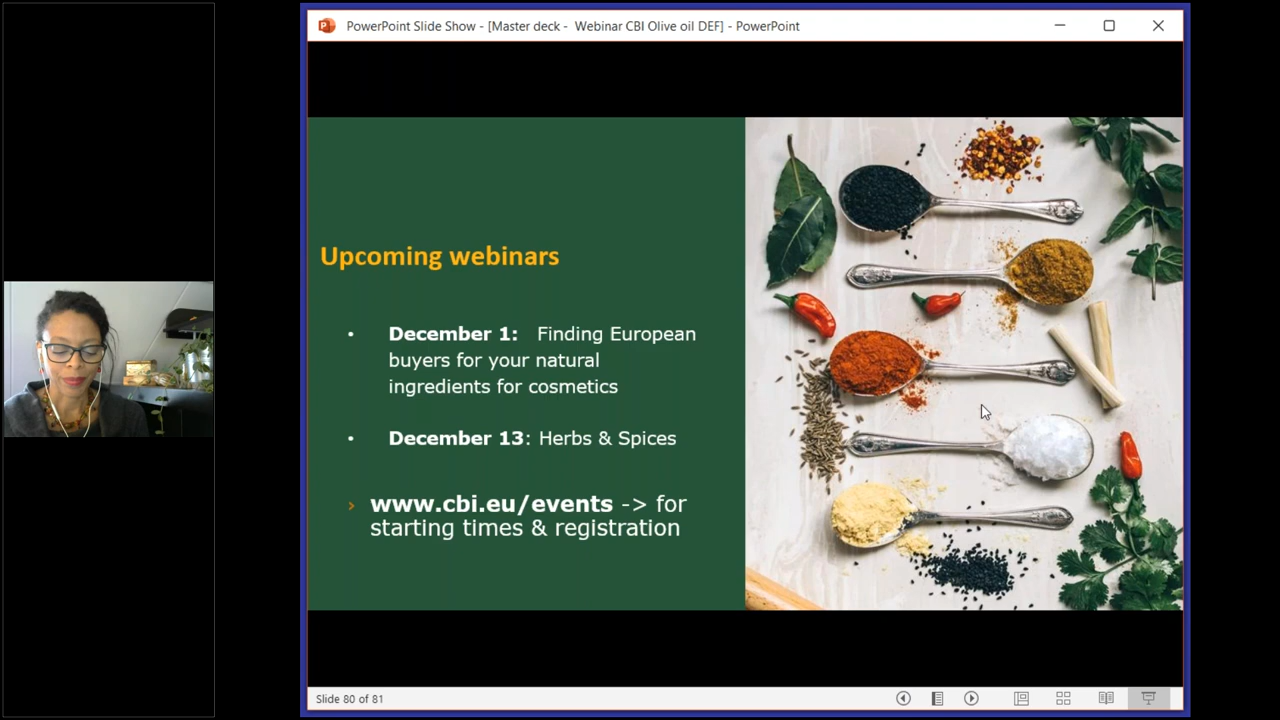 PowerPoint Slide Show - [Master deck - Webinar CBI Olive oil DEF] - PowerPoint
Upcoming webinars
• December 1: Finding European
buyers for your natural
ingredients for cosmetics
• December 13: Herbs & Spices
› www.cbi.eu/events -> for
starting times & registration
Slide 80 of 81